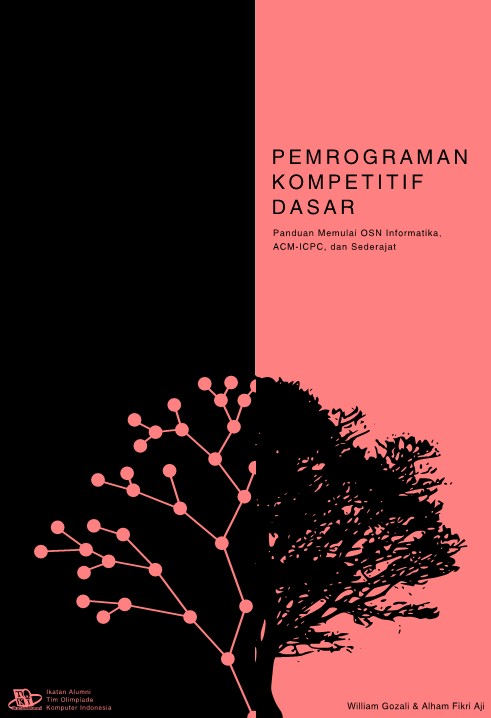 PEMROGRAMAN
KOMPETITIF
DASAR
Panduan Memulai OSN Informatika,
ACM-ICPC, dan Sederajat
Ikatan Alumni
Tim Olimpiade
Komputer Indonesia
William Gozali & Alham Fikri Aji